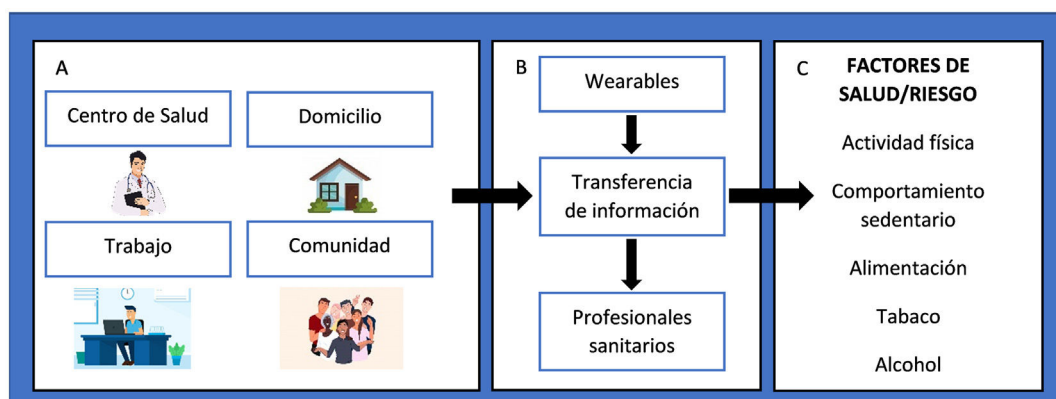 A
Centro de Salud
Domicilio
Trabajo
Comunidad
B
Wearables
Transferencia
de información
Profesionales
sanitarios
C
FACTORES DE
SALUD/RIESGO
Actividad física
Comportamiento
sedentario
Alimentación
Tabaco
Alcohol